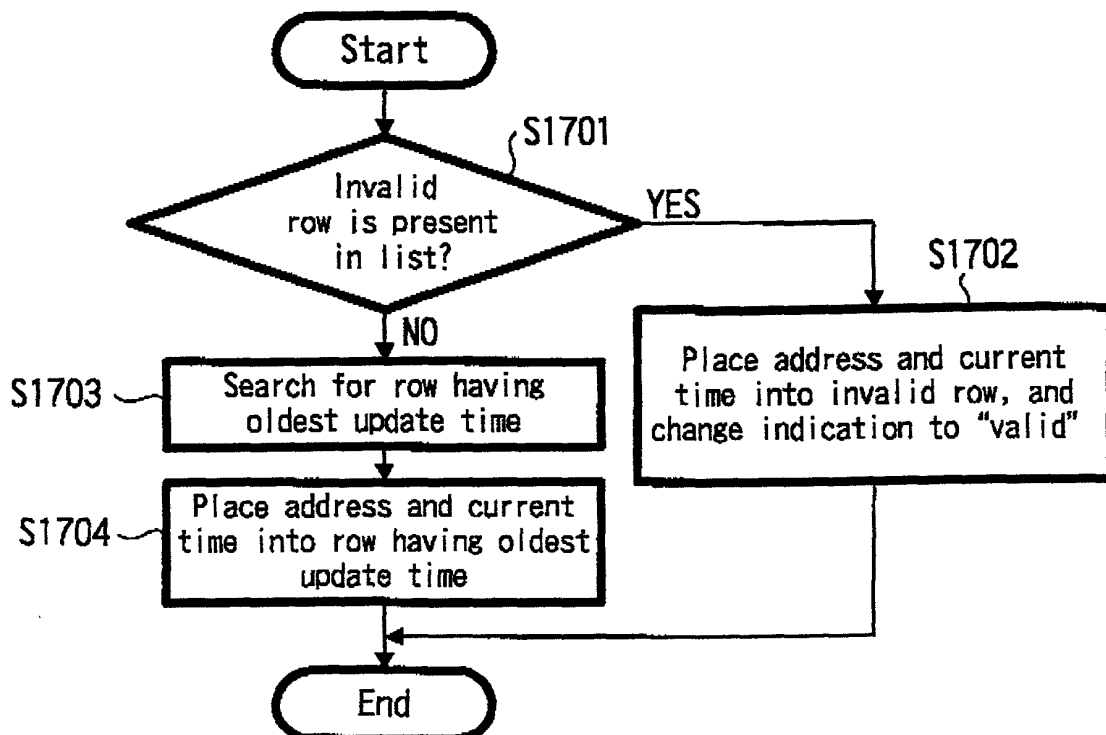 Start
S1701
Invalid
row is present
in list?
YES
S1702
NO
Place address and current
time into invalid row, and
change indication to “valid”
S1703
Search for row having
oldest update time
S1704
Place address and current
time into row having oldest
update time
End